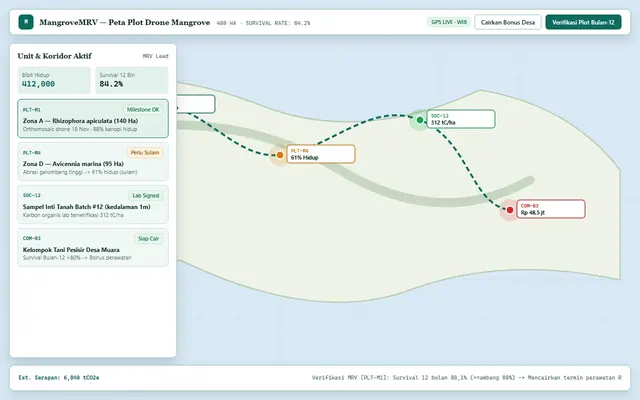 M MangroveMRV — Peta Plot Drone Mangrove 480 HA · SURVIVAL RATE: 84.2% GPS LIVE · WIB Cairkan Bonus Desa Verifikasi Plot Bulan-12
Unit & Koridor Aktif MRV Lead
Bibit Hidup Survival 12 Bln
412,000 84.2%
PLT-M1 Milestone OK
Zona A — Rhizophora apiculata (140 Ha)
Orthomosaic drone 18 Nov · 88% kanopi hidup
PLT-M4 Perlu Sulam
Zona D — Avicennia marina (95 Ha)
Abrasi gelombang tinggi -> 61% hidup (sulam)
SOC-12 Lab Signed
Sampel Inti Tanah Batch #12 (kedalaman 1m)
Karbon organik lab terverifikasi 312 tC/ha
COM-03 Siap Cair
Kelompok Tani Pesisir Desa Muara
Survival Bulan-12 >80% -> Bonus perawatan
PLT-M4
61% Hidup
SOC-12
312 tC/ha
COM-03
Rp 48.5 jt
Est. Serapan: 6,840 tCO2e Verifikasi MRV [PLT-M1]: Survival 12 bulan 88,1% (>=ambang 80%) -> Mencairkan termin perawatan R